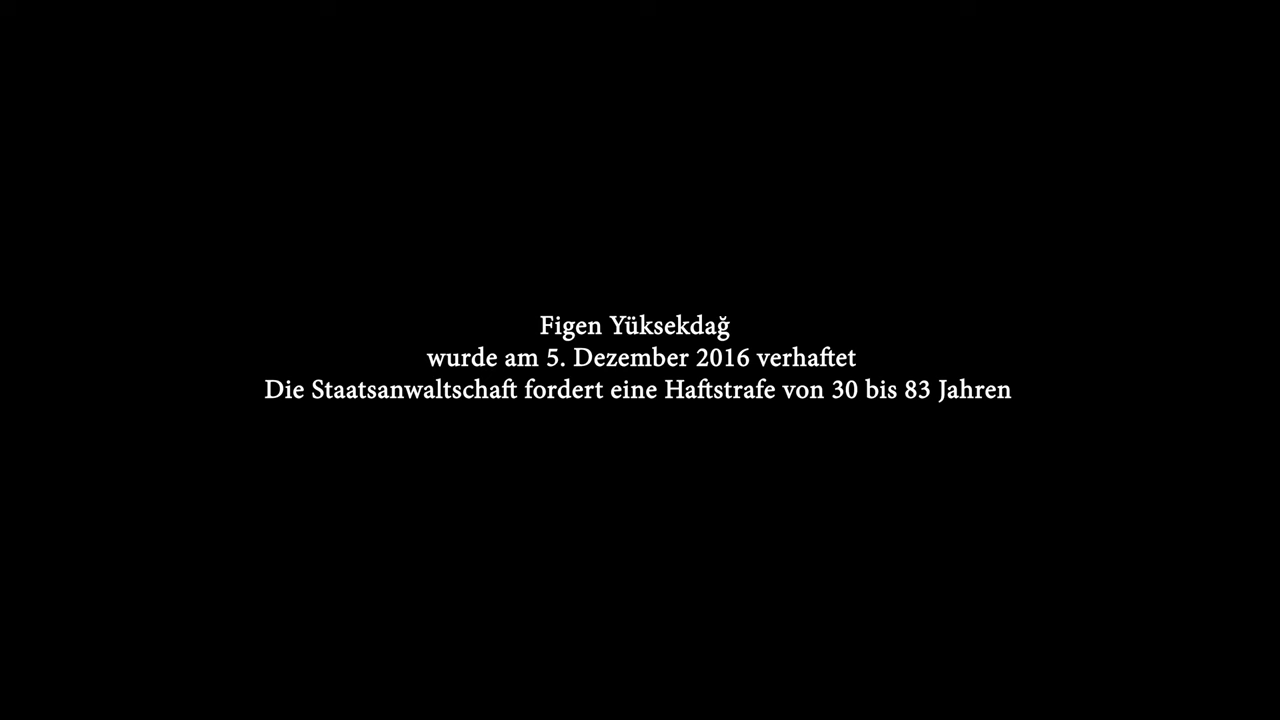 Figen Yüksekdağ
wurde am 5. Dezember 2016 verhaftet
Die Staatsanwaltschaft fordert eine Haftstrafe von 30 bis 83 Jahren